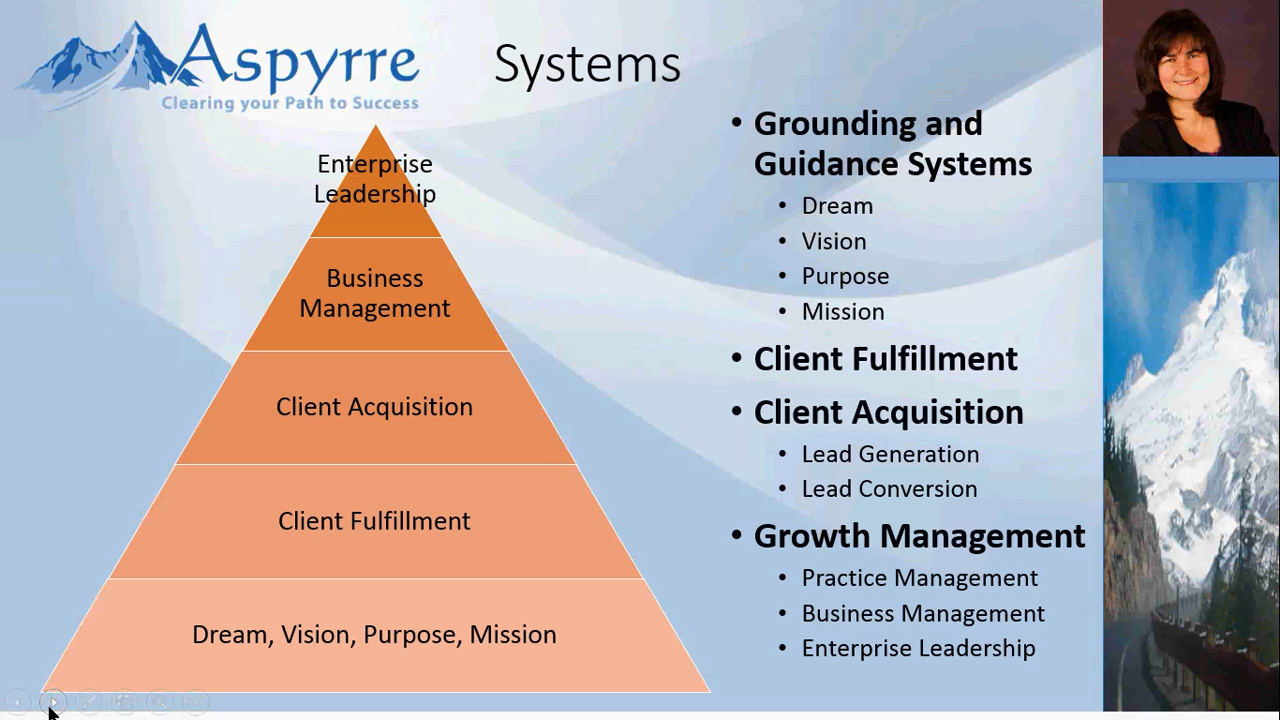 Aspyrre
Clearing your Path to Success
Systems
Enterprise
Leadership
Business
Management
Client Acquisition
Client Fulfillment
Dream, Vision, Purpose, Mission
• Grounding and
Guidance Systems
• Dream
• Vision
• Purpose
• Mission
• Client Fulfillment
• Client Acquisition
• Lead Generation
• Lead Conversion
• Growth Management
• Practice Management
• Business Management
• Enterprise Leadership